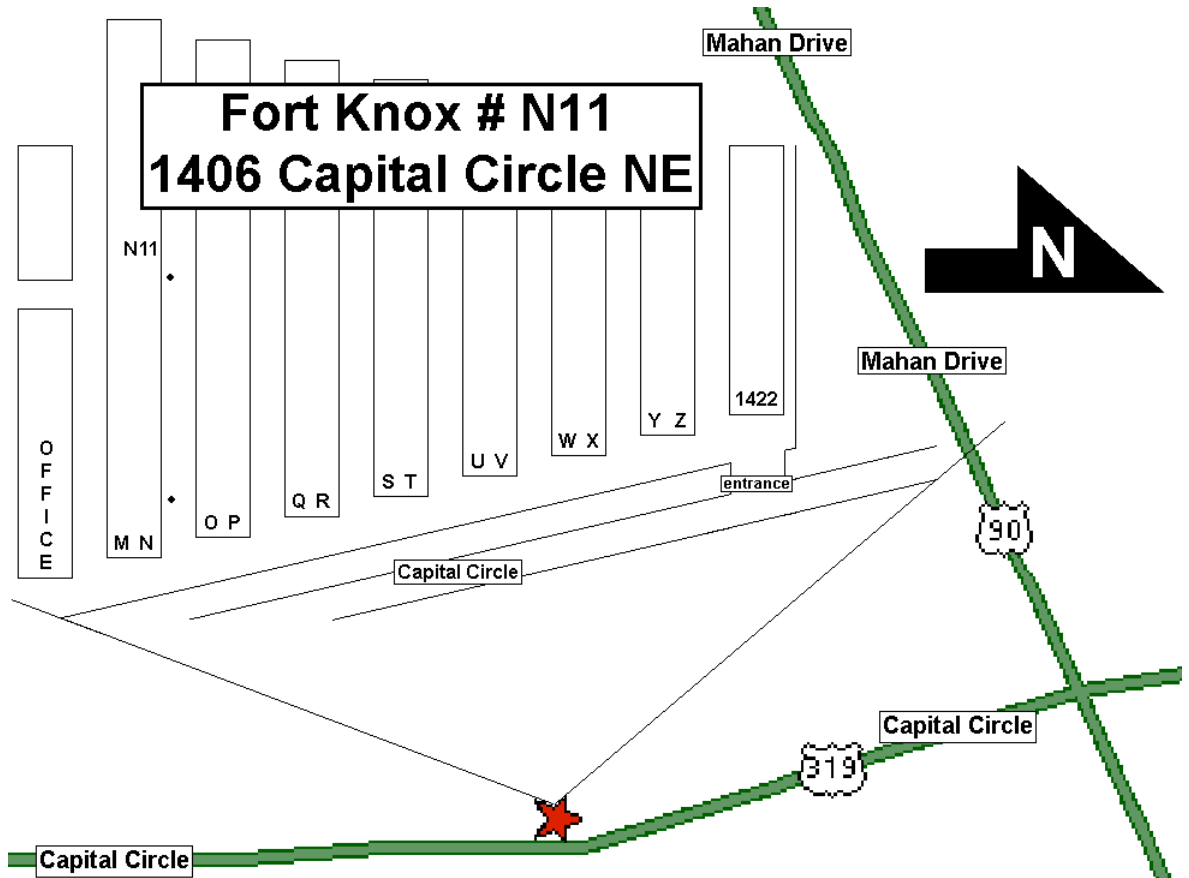 Mahan Drive
Fort Knox # N11
1406 Capital Circle NE
N11
N
Mahan Drive
1422
Y Z
W X
U V
S T
Q R
O P
M N
OFFICE
entrance
90
Capital Circle
Capital Circle
319
Capital Circle